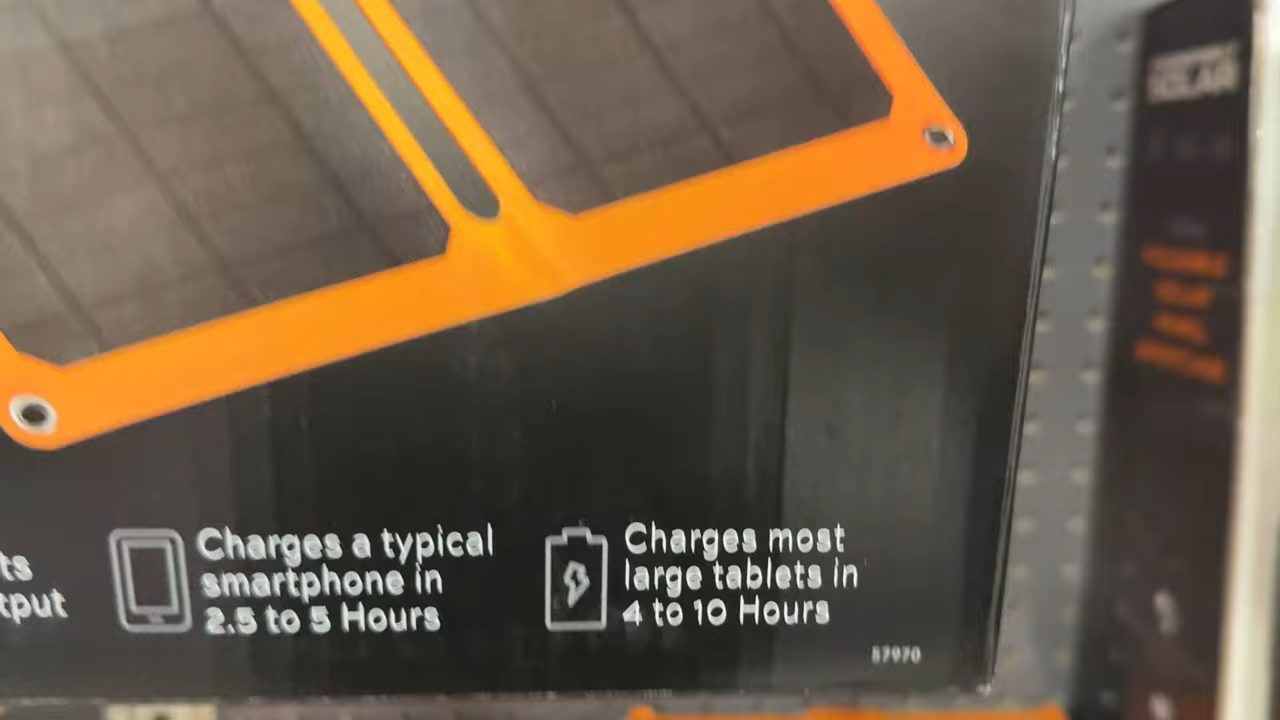 ts
tput
Charges a typical
smartphone in
2.5 to 5 Hours
Charges most
large tablets in
4 to 10 Hours
57970
SOLAR